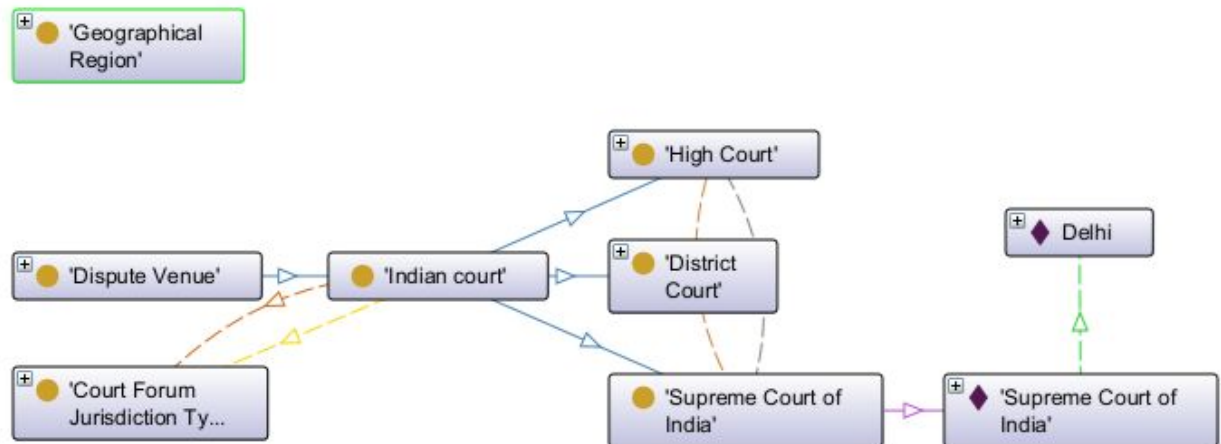 'Geographical
Region'
'High Court'
Delhi
'Dispute Venue'
'Indian court'
'District
Court'
'Court Forum
Jurisdiction Ty...
'Supreme Court of
India'
'Supreme Court of
India'